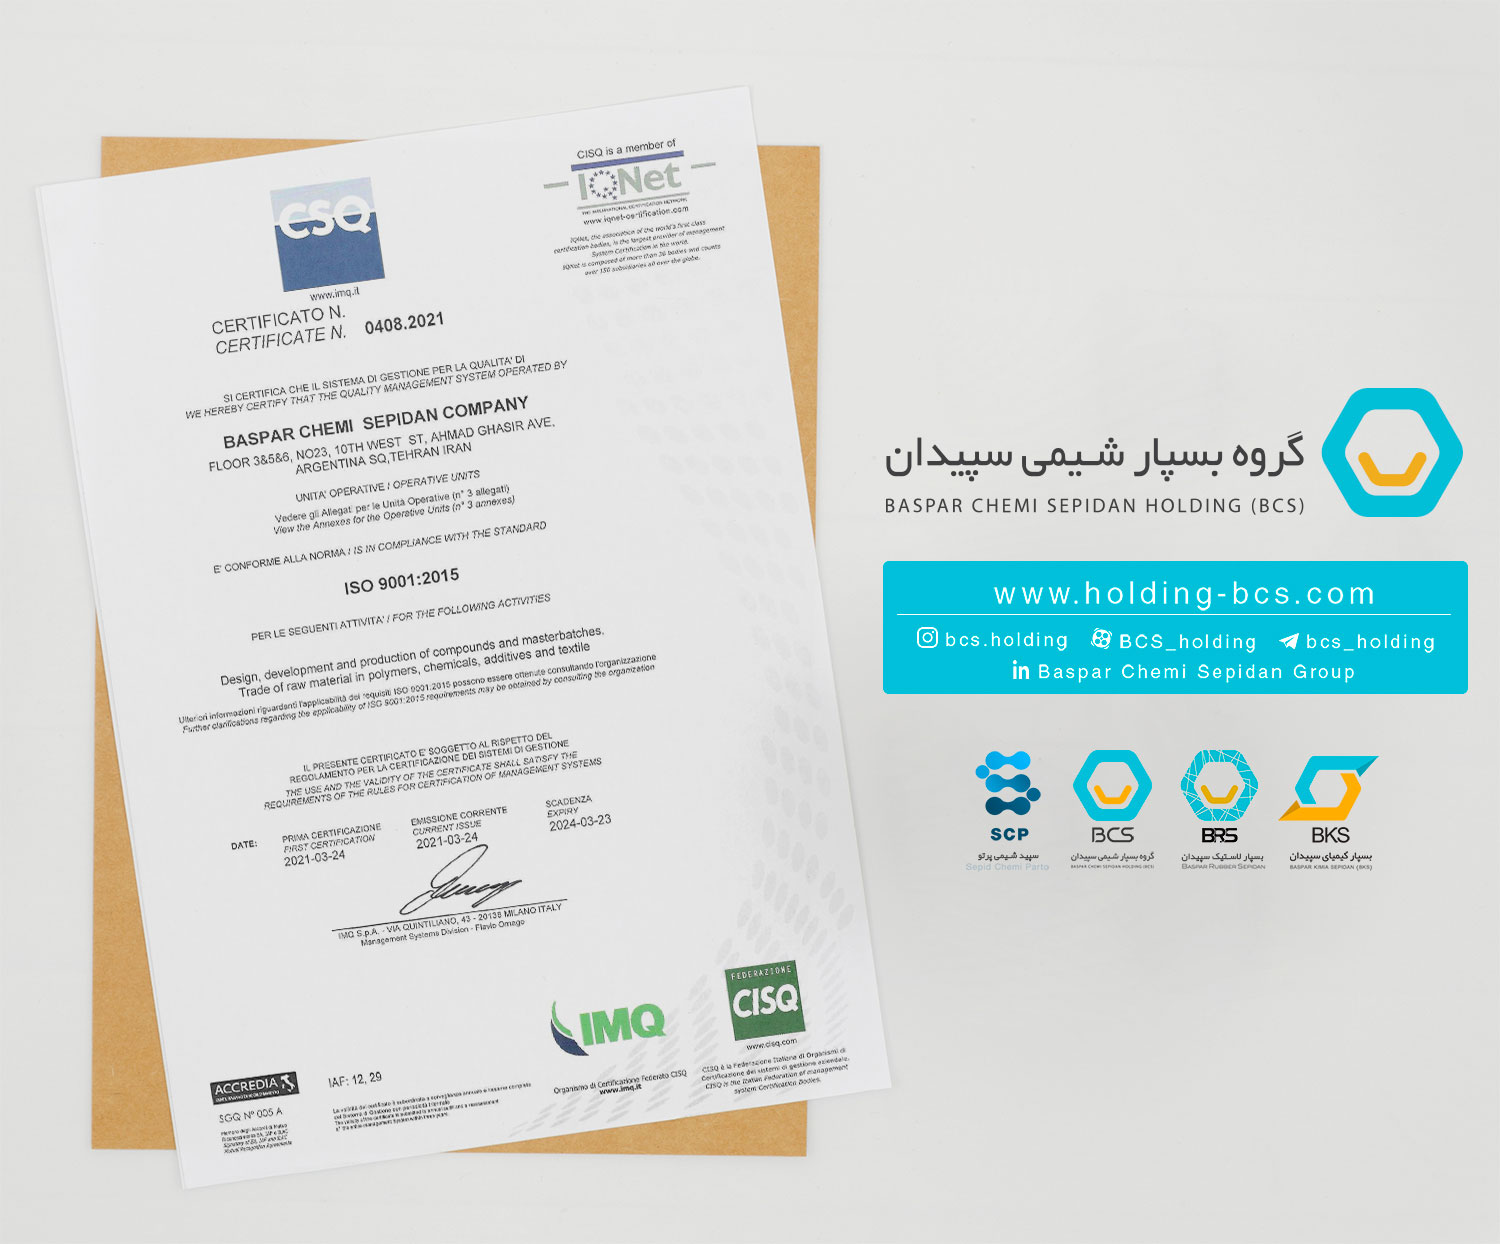 CSQ
www.imq.it
CISQ is a member of
IQNet
THE INTERNATIONAL CERTIFICATION NETWORK
www.iqnet-certification.com
IQNet, the association of the world's first class
certification bodies, is the largest provider of management
System Certification in the world.
IQNet is composed of more than 30 bodies and counts
over 150 subsidiaries all over the globe.
CERTIFICATO N.
CERTIFICATE N. 0408.2021
SI CERTIFICA CHE IL SISTEMA DI GESTIONE PER LA QUALITA' DI
WE HEREBY CERTIFY THAT THE QUALITY MANAGEMENT SYSTEM OPERATED BY
BASPAR CHEMI SEPIDAN COMPANY
FLOOR 3&5&6, NO23, 10TH WEST ST, AHMAD GHASIR AVE,
ARGENTINA SQ,TEHRAN IRAN
UNITA' OPERATIVE / OPERATIVE UNITS
Vedere gli Allegati per le Unità Operative (n° 3 allegati)
View the Annexes for the Operative Units (n° 3 annexes)
E' CONFORME ALLA NORMA / IS IN COMPLIANCE WITH THE STANDARD
ISO 9001:2015
PER LE SEGUENTI ATTIVITA' / FOR THE FOLLOWING ACTIVITIES
Design, development and production of compounds and masterbatches.
Trade of raw material in polymers, chemicals, additives and textile
Ulteriori informazioni riguardanti l'applicabilità dei requisiti ISO 9001:2015 possono essere ottenute consultando l'organizzazione
Further clarifications regarding the applicability of ISO 9001:2015 requirements may be obtained by consulting the organization
IL PRESENTE CERTIFICATO E' SOGGETTO AL RISPETTO DEL
REGOLAMENTO PER LA CERTIFICAZIONE DEI SISTEMI DI GESTIONE
THE USE AND THE VALIDITY OF THE CERTIFICATE SHALL SATISFY THE
REQUIREMENTS OF THE RULES FOR CERTIFICATION OF MANAGEMENT SYSTEMS
DATE:
PRIMA CERTIFICAZIONE
FIRST CERTIFICATION
2021-03-24
EMISSIONE CORRENTE
CURRENT ISSUE
2021-03-24
SCADENZA
EXPIRY
2024-03-23
IMQ S.p.A. - VIA QUINTILIANO, 43 - 20138 MILANO ITALY
Management Systems Division - Flavio Ornago
IMQ
Organismo di Certificazione Federato CISQ
www.imq.it
FEDERAZIONE
CISQ
www.cisq.com
CISQ è la Federazione Italiana di Organismi di
Certificazione dei sistemi di gestione aziendale.
CISQ is the Italian Federation of management
system Certification Bodies.
ACCREDIA
SGQ N° 005 A
IAF: 12, 29
گروه بسپار شیمی سپیدان
BASPAR CHEMI SEPIDAN HOLDING (BCS)
www.holding-bcs.com
bcs.holding BCS_holding bcs_holding
in Baspar Chemi Sepidan Group
SCP
سپید شیمی پرتو
Sepid Chemi Parto
BCS
گروه بسپار شیمی سپیدان
BASPAR CHEMI SEPIDAN HOLDING (BCS)
BRS
بسپار لاستیک سپیدان
BASPAR RUBBER SEPIDAN
BKS
بسپار کیمیای سپیدان
BASPAR KIMIA SEPIDAN (BKS)